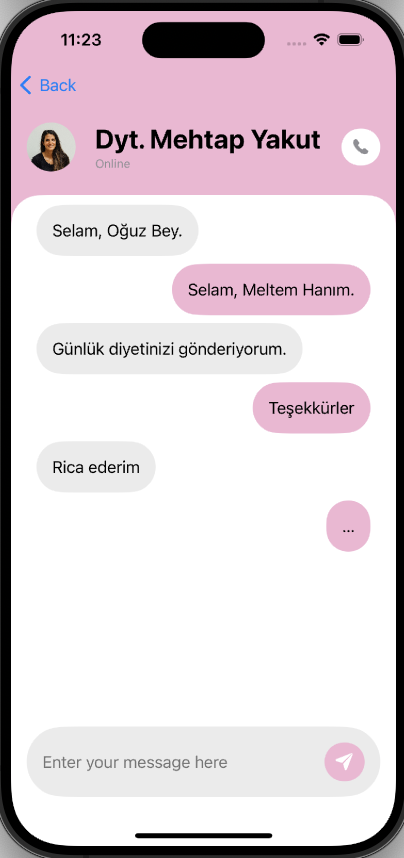 11:23
Back
Dyt. Mehtap Yakut
Online
Selam, Oğuz Bey.
Selam, Meltem Hanım.
Günlük diyetinizi gönderiyorum.
Teşekkürler
Rica ederim
...
Enter your message here